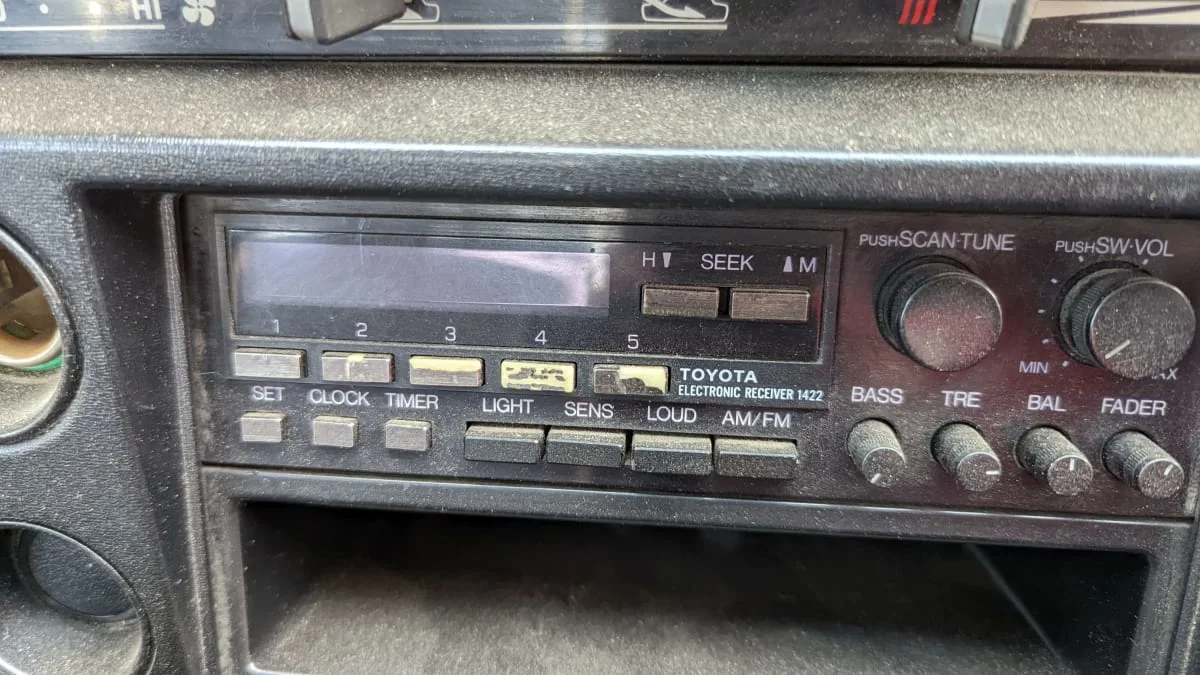 HI
PUSH SCAN·TUNE
PUSH SW·VOL
H SEEK M
1 2 3 4 5
MIN
TOYOTA
ELECTRONIC RECEIVER 1422
SET CLOCK TIMER LIGHT SENS LOUD AM/FM
BASS TRE BAL FADER